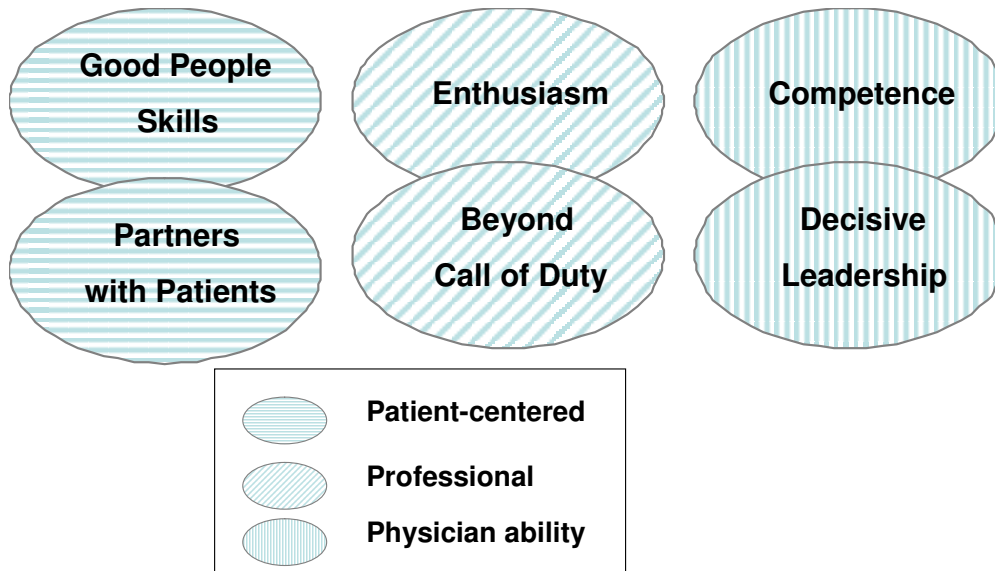 Good People
Skills
Partners
with Patients
Enthusiasm
Beyond
Call of Duty
Competence
Decisive
Leadership
Patient-centered
Professional
Physician ability